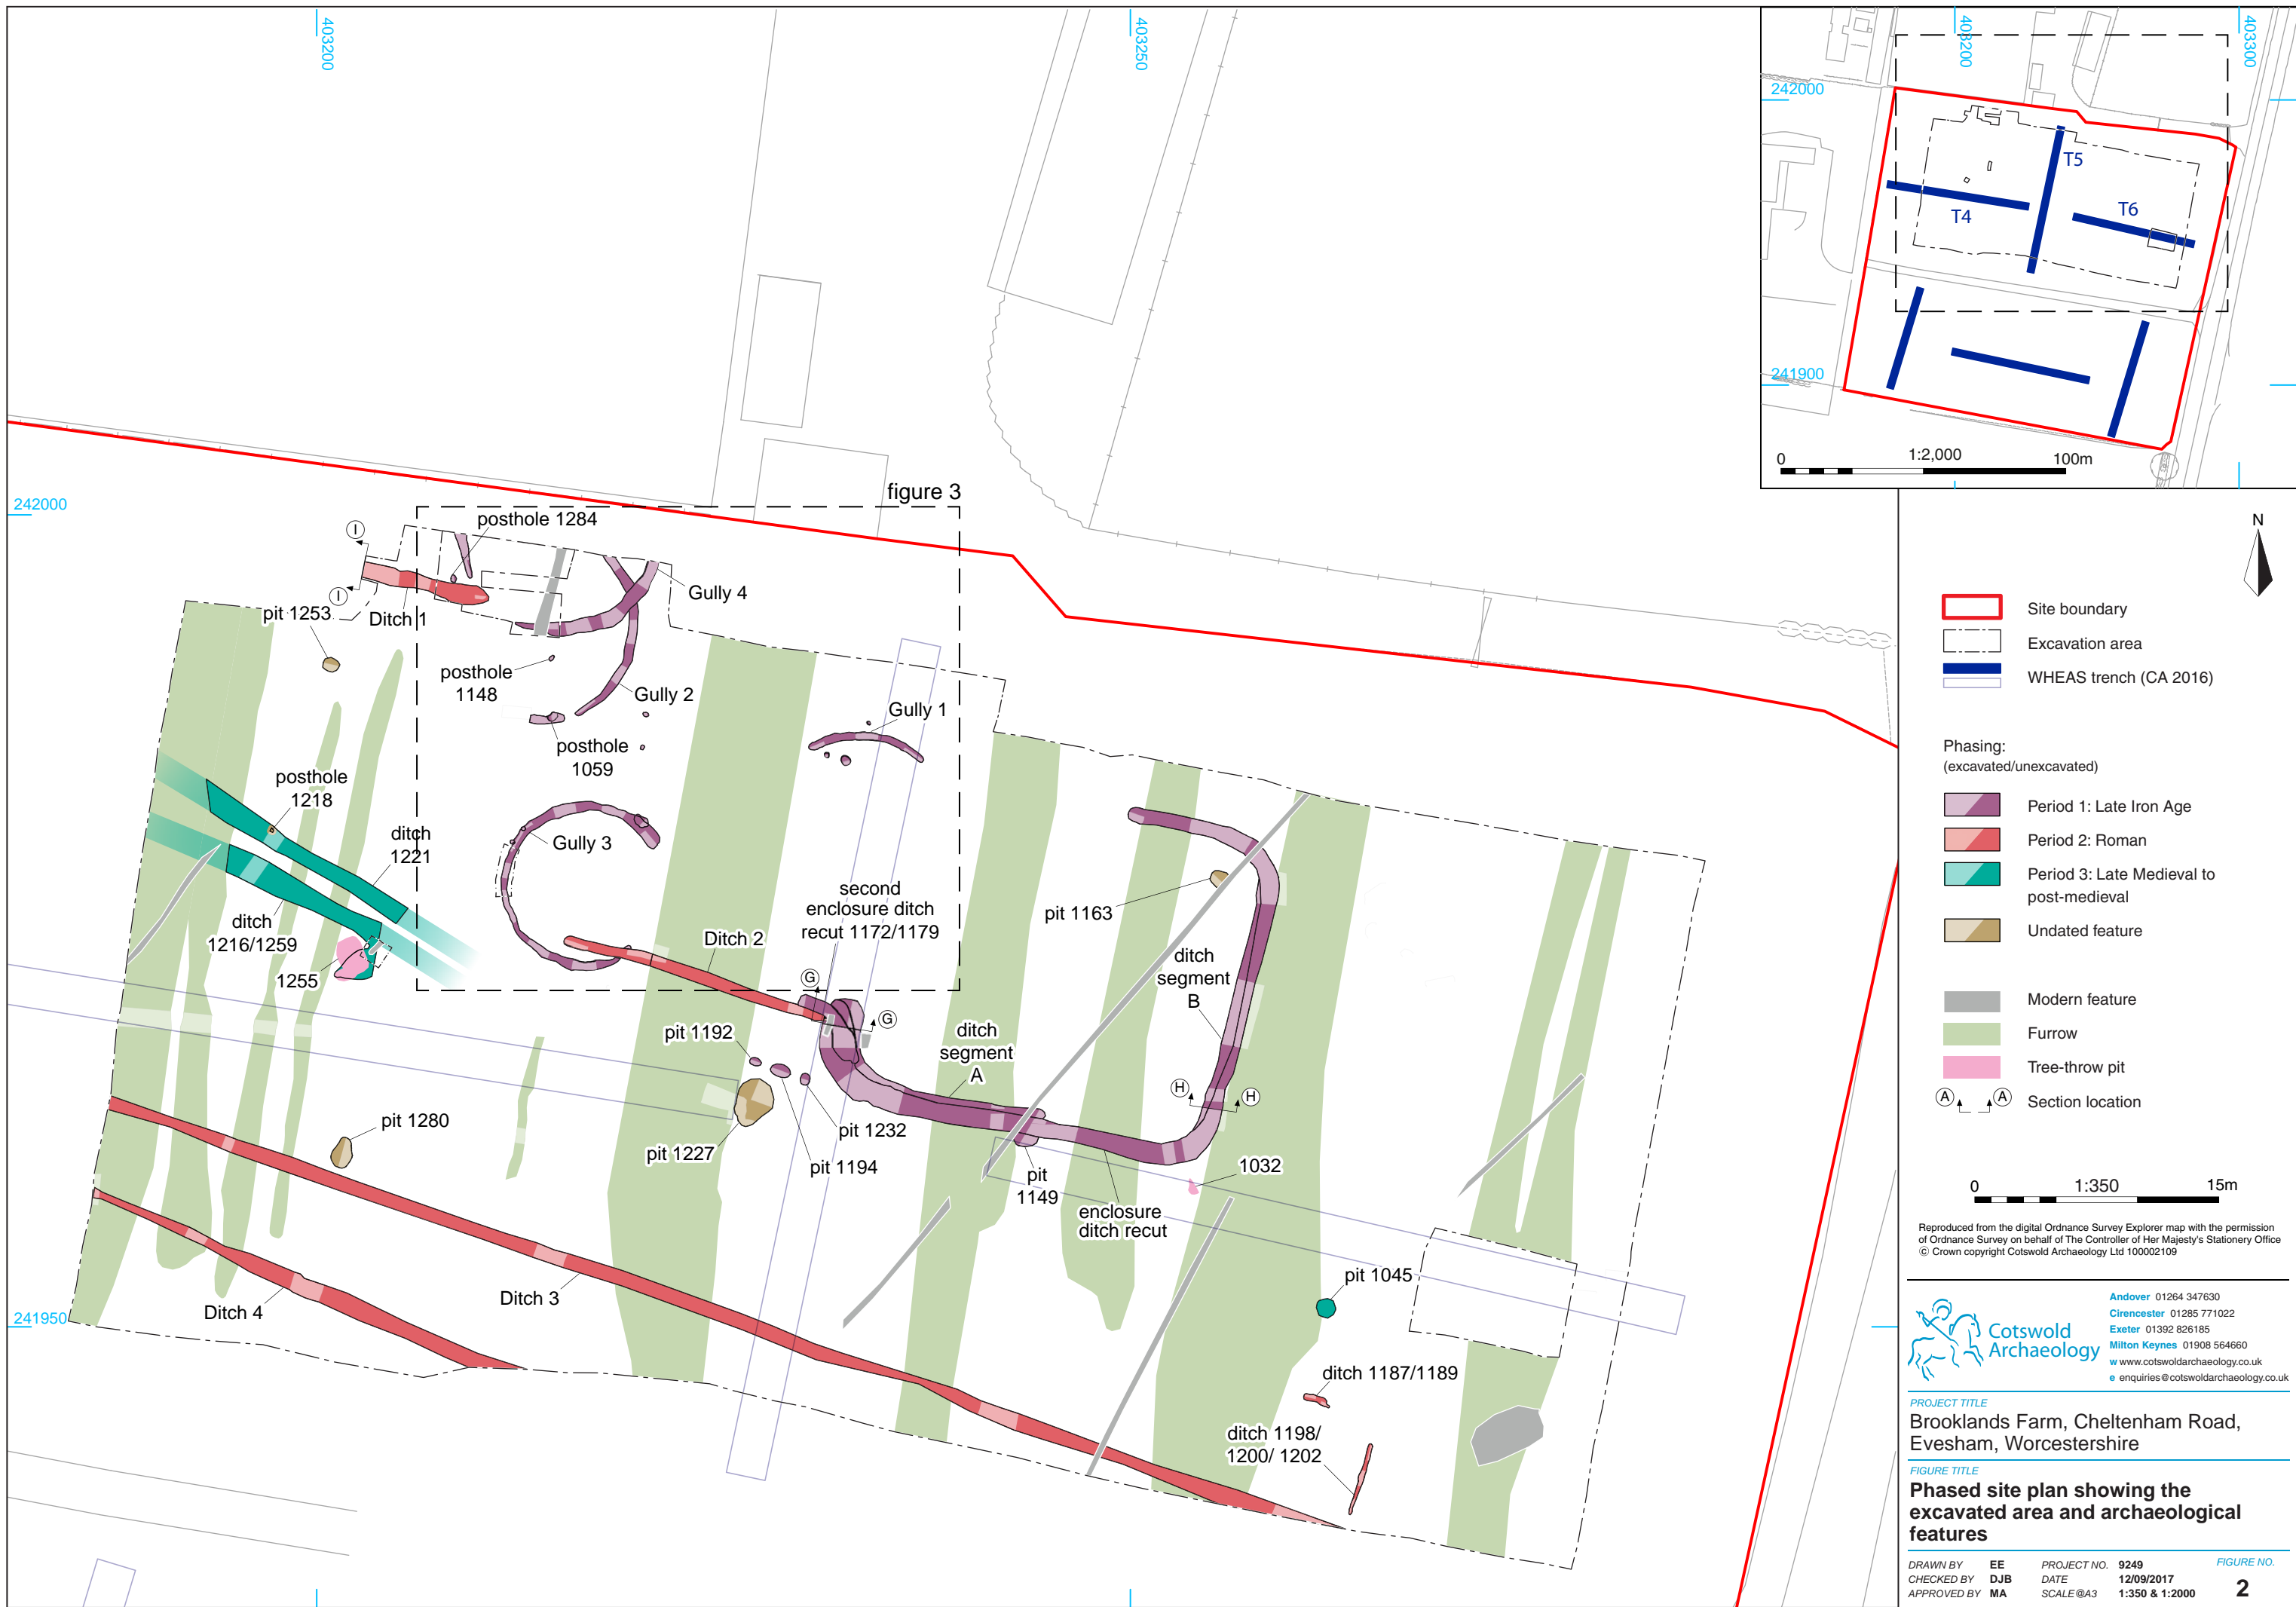 403200
403250
403200
403300
242000
T5
T4
T6
241900
0
1:2,000
100m
242000
figure 3
I
posthole 1284
I
Gully 4
pit 1253
Ditch 1
posthole
1148
Gully 2
Gully 1
posthole
1059
posthole
1218
ditch
1221
Gully 3
second
enclosure ditch
recut 1172/1179
pit 1163
ditch
1216/1259
Ditch 2
1255
G
G
ditch
segment
B
pit 1192
ditch
segment
A
H
H
pit 1280
pit 1232
pit 1227
pit 1194
pit
1149
1032
enclosure
ditch recut
Ditch 3
Ditch 4
pit 1045
241950
ditch 1187/1189
ditch 1198/
1200/ 1202
N
Site boundary
Excavation area
WHEAS trench (CA 2016)
Phasing:
(excavated/unexcavated)
Period 1: Late Iron Age
Period 2: Roman
Period 3: Late Medieval to
post-medieval
Undated feature
Modern feature
Furrow
Tree-throw pit
A A Section location
0
1:350
15m
Reproduced from the digital Ordnance Survey Explorer map with the permission
of Ordnance Survey on behalf of The Controller of Her Majesty's Stationery Office
© Crown copyright Cotswold Archaeology Ltd 100002109
Cotswold
Archaeology
Andover 01264 347630
Cirencester 01285 771022
Exeter 01392 826185
Milton Keynes 01908 564660
w www.cotswoldarchaeology.co.uk
e enquiries@cotswoldarchaeology.co.uk
PROJECT TITLE
Brooklands Farm, Cheltenham Road,
Evesham, Worcestershire
FIGURE TITLE
Phased site plan showing the
excavated area and archaeological
features
DRAWN BY EE PROJECT NO. 9249 FIGURE NO.
CHECKED BY DJB DATE 12/09/2017
APPROVED BY MA SCALE@A3 1:350 & 1:2000 2